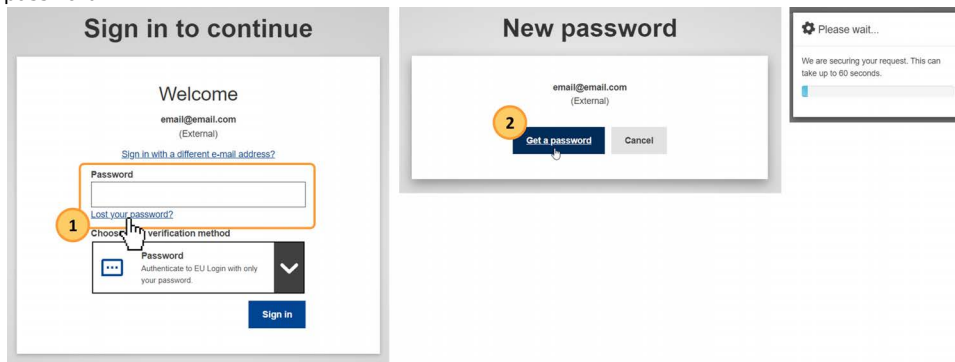 Sign in to continue
Welcome
email@email.com
(External)
Sign in with a different e-mail address?
Password
Lost your password?
1
verification method
Password
Authenticate to EU Login with only
your password.
Sign in
New password
email@email.com
(External)
2
Get a password
Cancel
Please wait...
We are securing your request. This can
take up to 60 seconds.